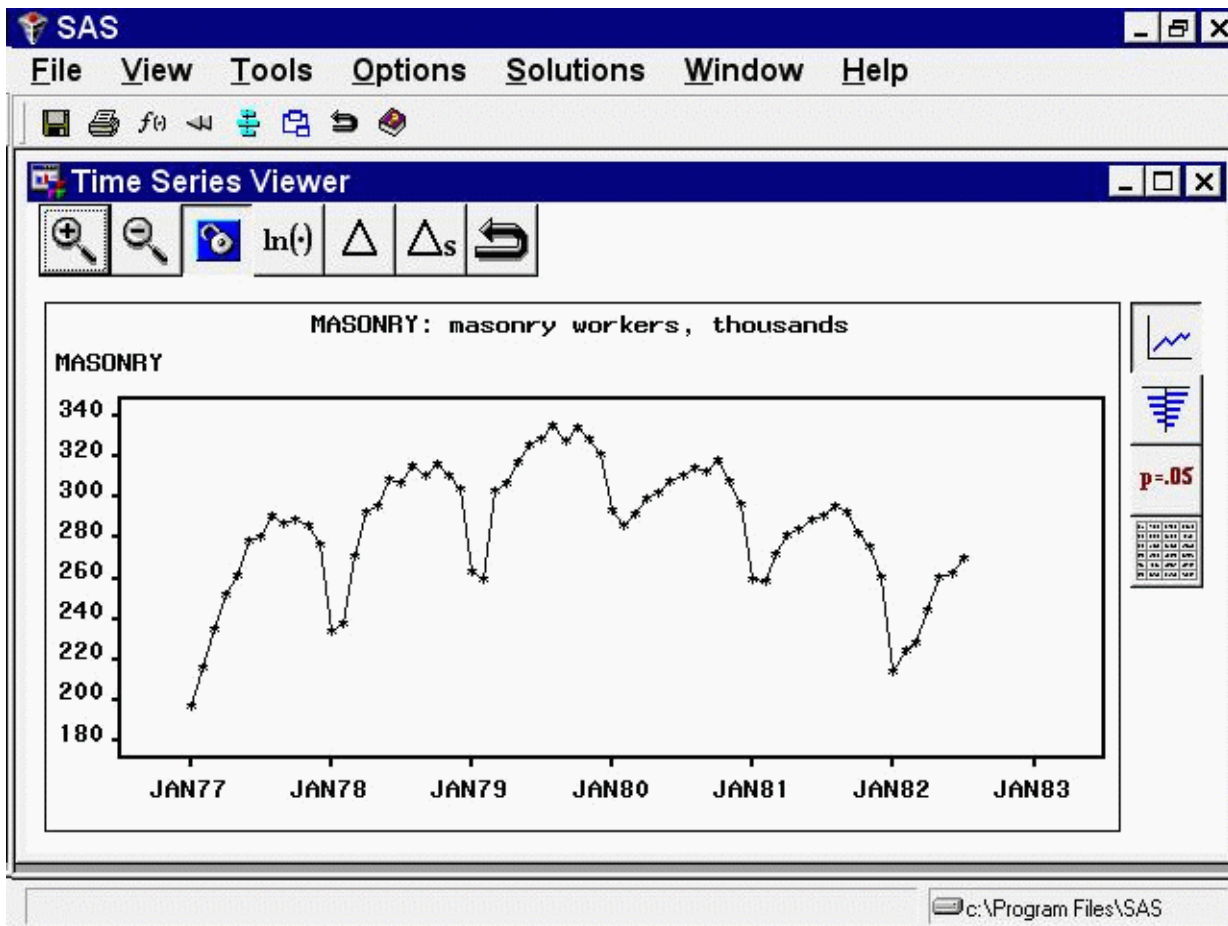 SAS
File View Tools Options Solutions Window Help
f(·)
Time Series Viewer
ln(·) Δ Δs
MASONRY: masonry workers, thousands
MASONRY
340
320
300
280
260
240
220
200
180
JAN77 JAN78 JAN79 JAN80 JAN81 JAN82 JAN83
p=.05
c:\Program Files\SAS